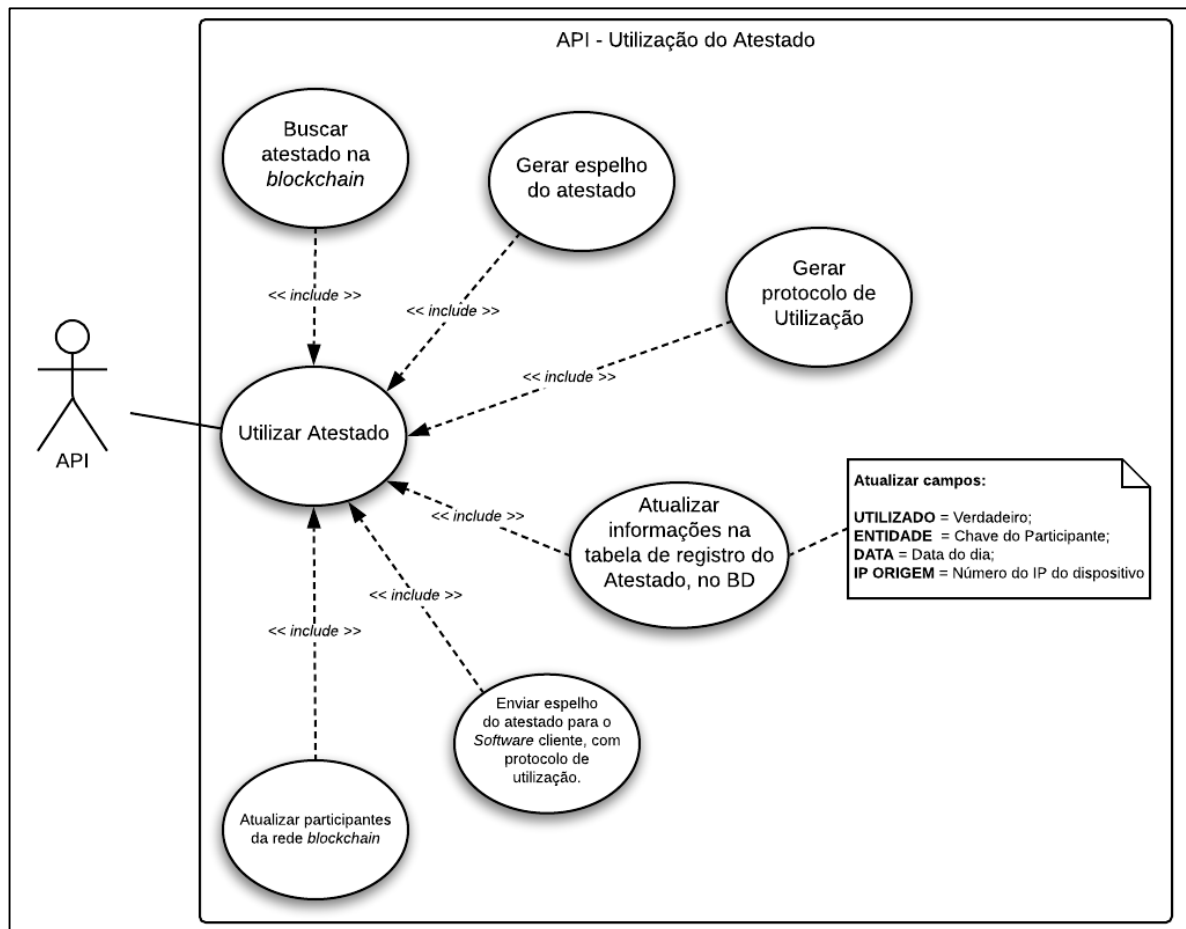 API - Utilização do Atestado
Buscar
atestado na
blockchain
Gerar espelho
do atestado
Gerar
protocolo de
Utilização
<< include >>
<< include >>
<< include >>
API
Utilizar Atestado
Atualizar
informações na
tabela de registro do
Atestado, no BD
Atualizar campos:
UTILIZADO = Verdadeiro;
ENTIDADE = Chave do Participante;
DATA = Data do dia;
IP ORIGEM = Número do IP do dispositivo
<< include >>
<< include >>
<< include >>
Enviar espelho
do atestado para o
Software cliente, com
protocolo de
utilização.
Atualizar participantes
da rede blockchain